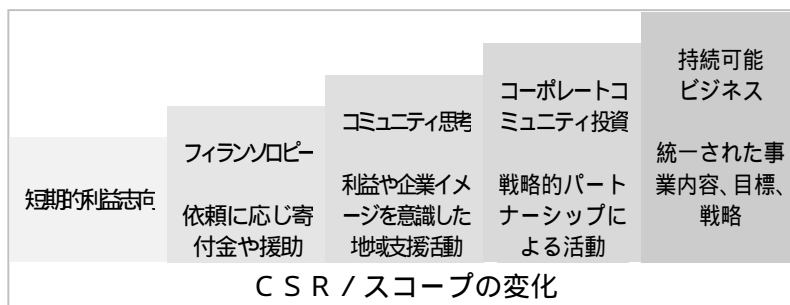 短期的利益志向
フィランソロピー
依頼に応じ寄
付金や援助
コミュニティ思考
利益や企業イメ
ージを意識した
地域支援活動
コーポレートコ
ミュニティ投資
戦略的パート
ナーシップによ
る活動
持続可能
ビジネス
統一された事
業内容、目標、
戦略
CSR/スコープの変化